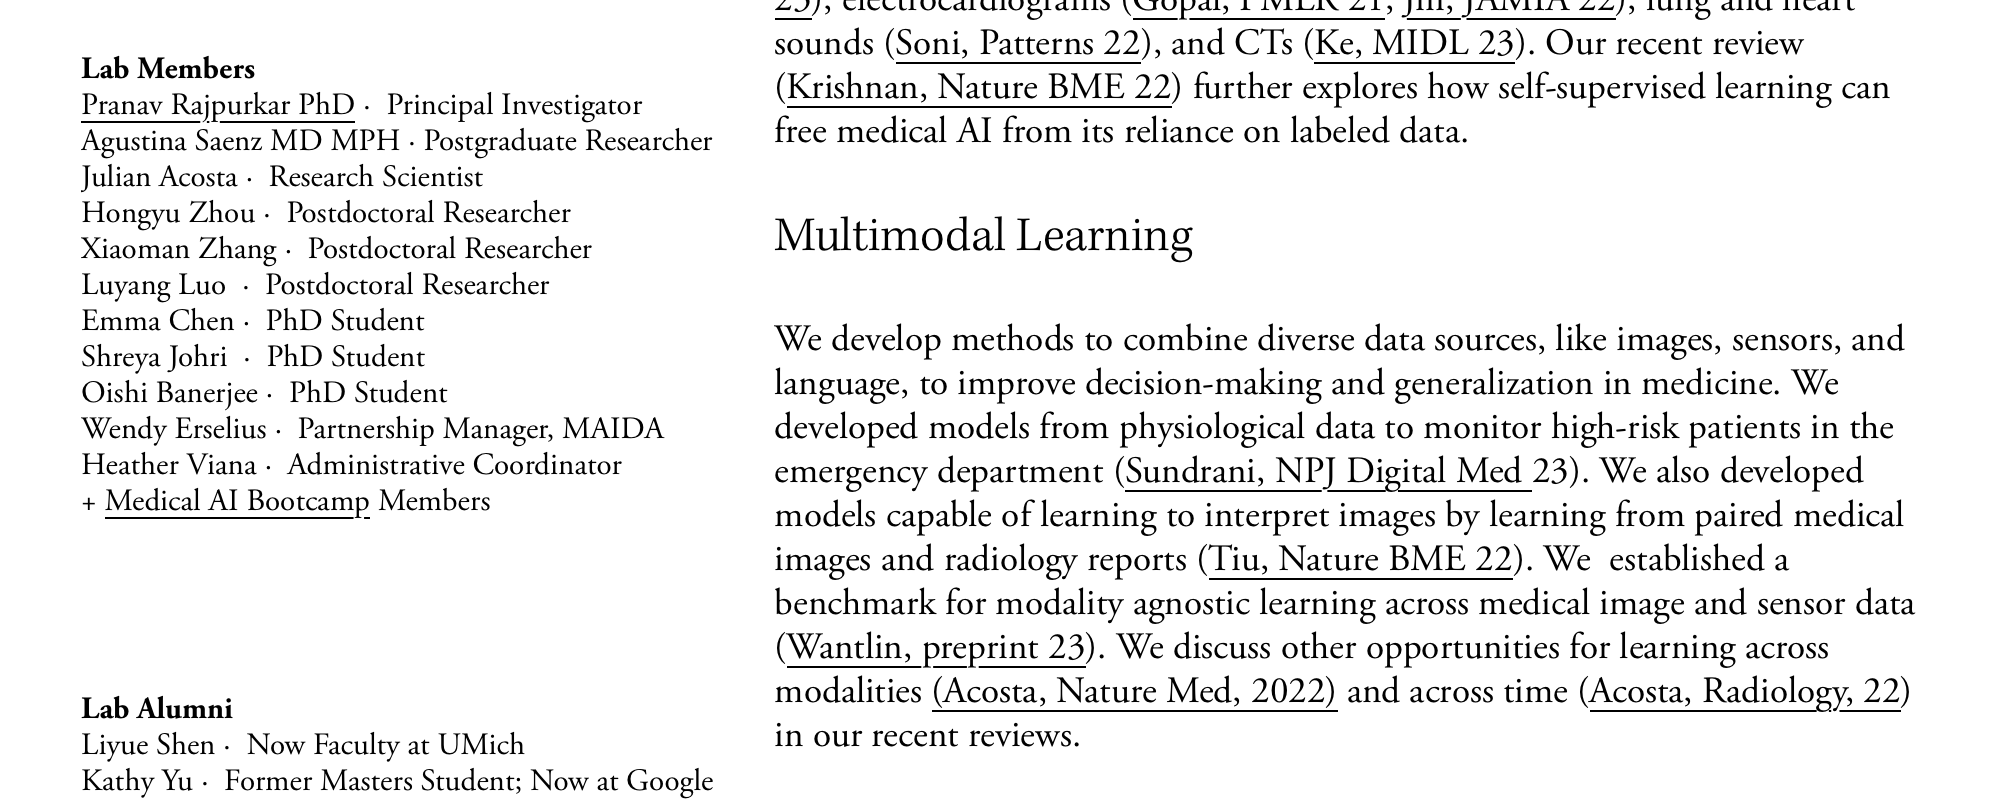 Lab Members
Pranav Rajpurkar PhD · Principal Investigator
Agustina Saenz MD MPH · Postgraduate Researcher
Julian Acosta · Research Scientist
Hongyu Zhou · Postdoctoral Researcher
Xiaoman Zhang · Postdoctoral Researcher
Luyang Luo · Postdoctoral Researcher
Emma Chen · PhD Student
Shreya Johri · PhD Student
Oishi Banerjee · PhD Student
Wendy Erselius · Partnership Manager, MAIDA
Heather Viana · Administrative Coordinator
+ Medical AI Bootcamp Members
Lab Alumni
Liyue Shen · Now Faculty at UMich
Kathy Yu · Former Masters Student; Now at Google
23), electrocardiograms (Gopal, PMLR 21, Jin, JAMIA 22), lung and heart
sounds (Soni, Patterns 22), and CTs (Ke, MIDL 23). Our recent review
(Krishnan, Nature BME 22) further explores how self-supervised learning can
free medical AI from its reliance on labeled data.
Multimodal Learning
We develop methods to combine diverse data sources, like images, sensors, and
language, to improve decision-making and generalization in medicine. We
developed models from physiological data to monitor high-risk patients in the
emergency department (Sundrani, NPJ Digital Med 23). We also developed
models capable of learning to interpret images by learning from paired medical
images and radiology reports (Tiu, Nature BME 22). We established a
benchmark for modality agnostic learning across medical image and sensor data
(Wantlin, preprint 23). We discuss other opportunities for learning across
modalities (Acosta, Nature Med, 2022) and across time (Acosta, Radiology, 22)
in our recent reviews.